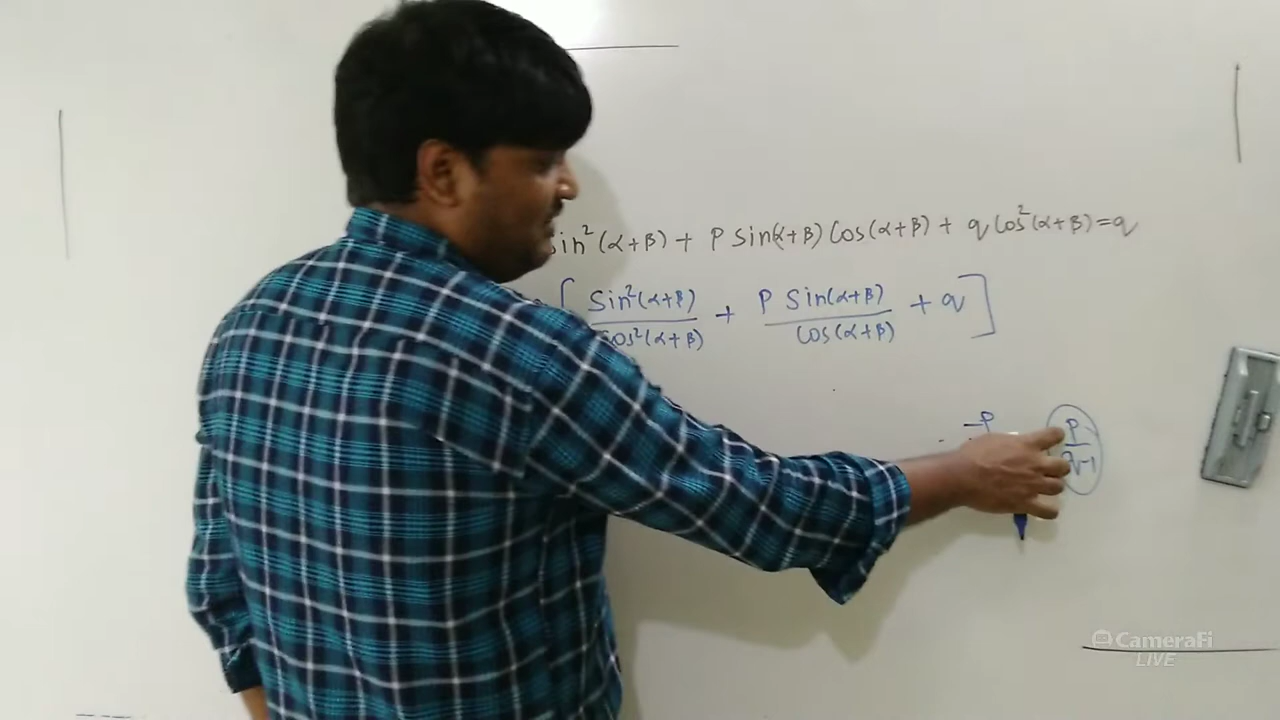 sin²(α+β) + P sin(α+β) Cos(α+β) + q Cos²(α+β) = q
[ Sin²(α+β) / Cos²(α+β) + P Sin(α+β) / Cos(α+β) + q ]
-P
P / q-1
CameraFi
LIVE